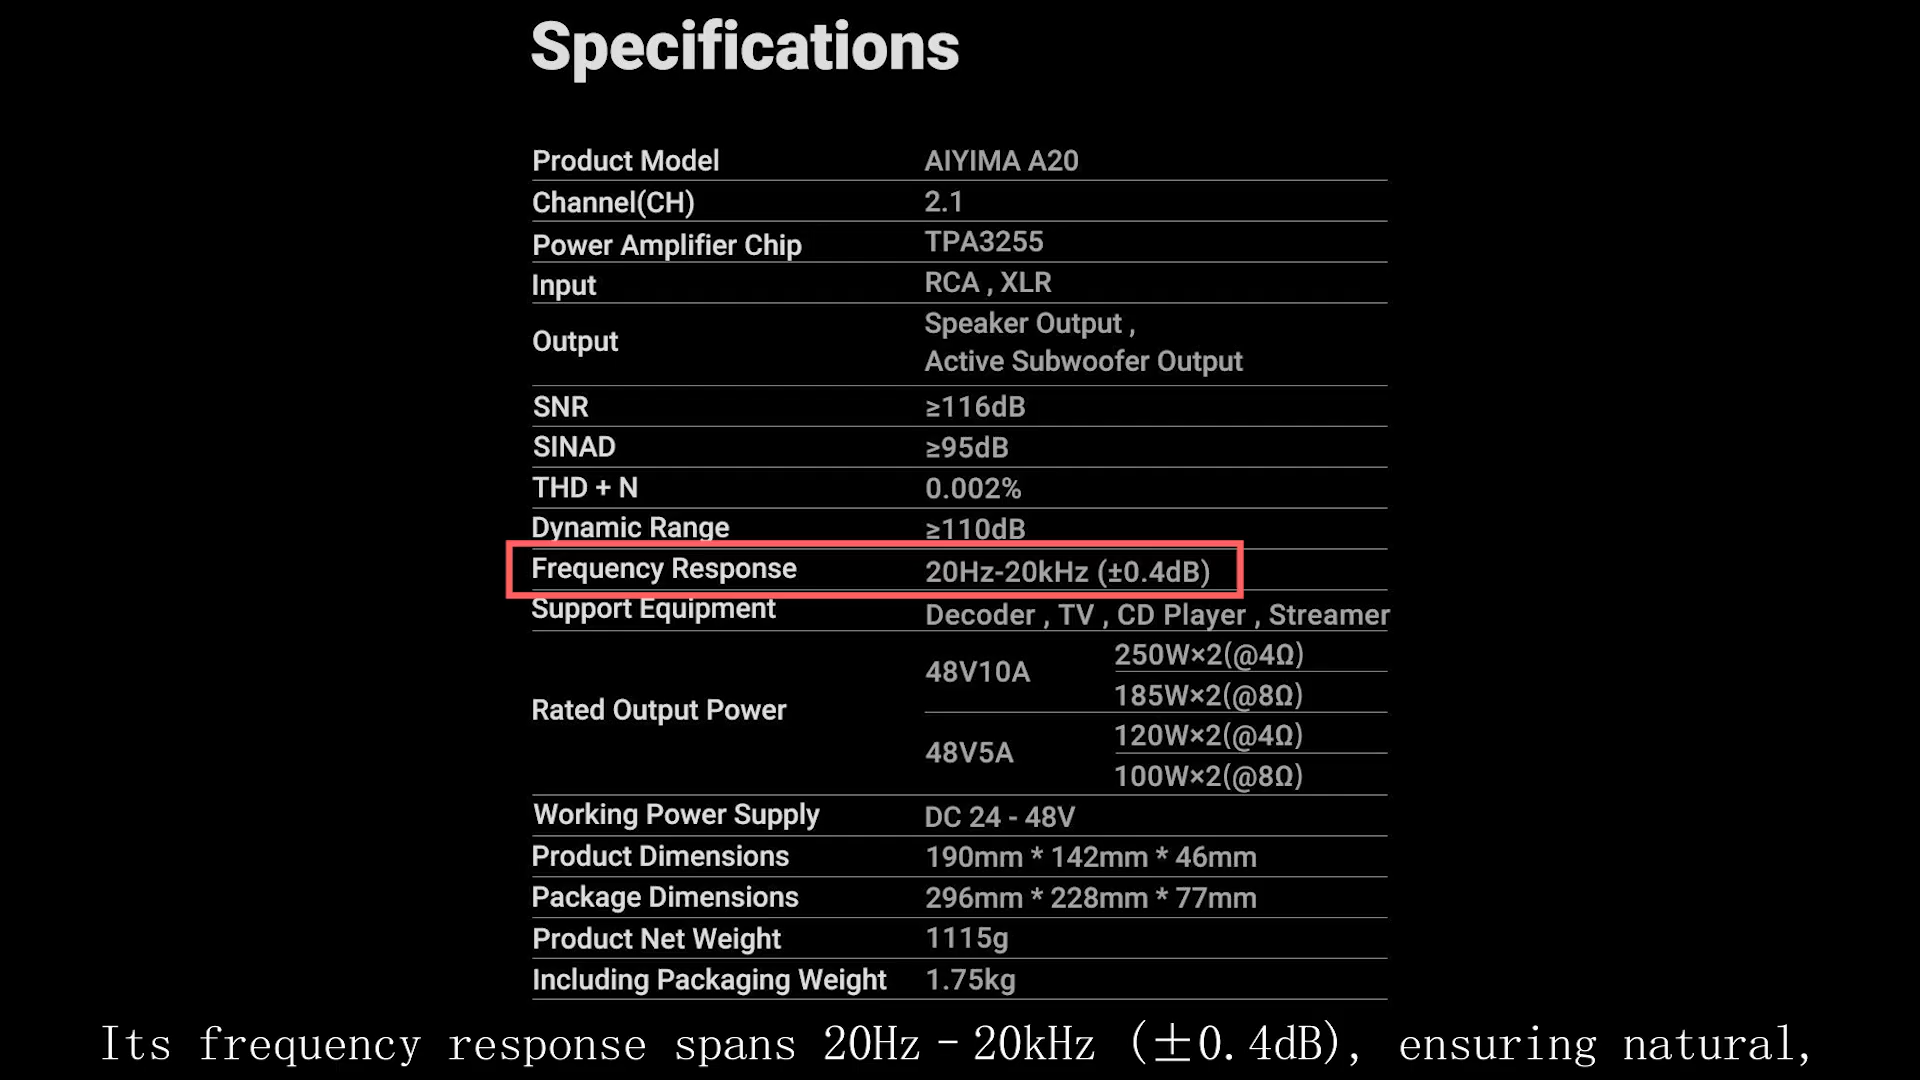 Specifications
Product Model AIYIMA A20
Channel(CH) 2.1
Power Amplifier Chip TPA3255
Input RCA , XLR
Output Speaker Output ,
Active Subwoofer Output
SNR ≥116dB
SINAD ≥95dB
THD + N 0.002%
Dynamic Range ≥110dB
Frequency Response 20Hz-20kHz (±0.4dB)
Support Equipment Decoder , TV , CD Player , Streamer
Rated Output Power 48V10A 250W×2(@4Ω)
185W×2(@8Ω)
48V5A 120W×2(@4Ω)
100W×2(@8Ω)
Working Power Supply DC 24 - 48V
Product Dimensions 190mm * 142mm * 46mm
Package Dimensions 296mm * 228mm * 77mm
Product Net Weight 1115g
Including Packaging Weight 1.75kg
Its frequency response spans 20Hz–20kHz (±0.4dB), ensuring natural,